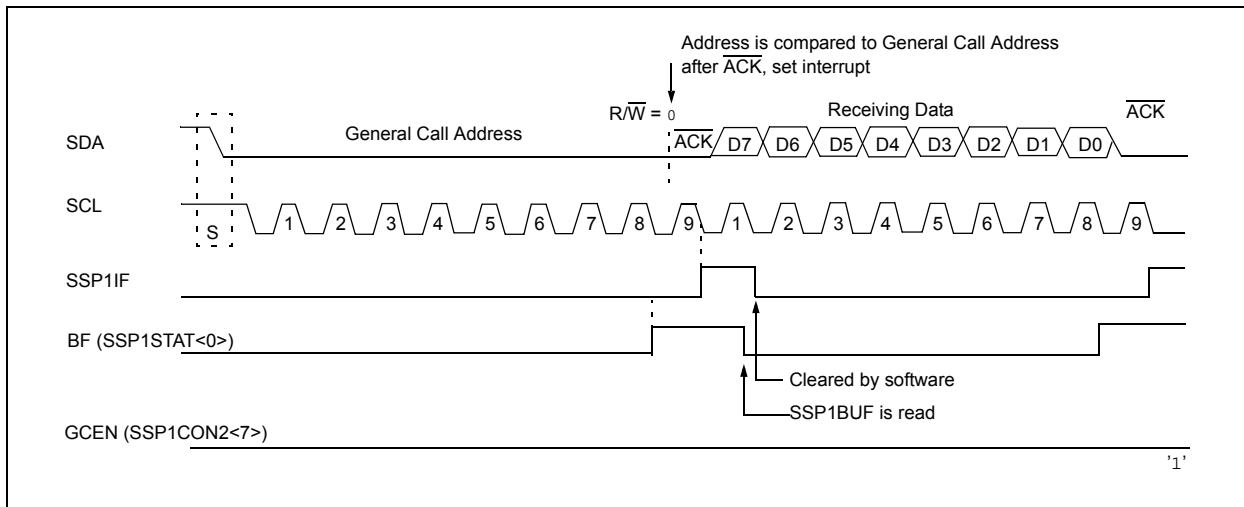 Address is compared to General Call Address
after ACK, set interrupt
R/W = 0
General Call Address
Receiving Data
ACK
SDA
ACK
D7 D6 D5 D4 D3 D2 D1 D0
SCL
S
1 2 3 4 5 6 7 8 9 1 2 3 4 5 6 7 8 9
SSP1IF
BF (SSP1STAT<0>)
Cleared by software
SSP1BUF is read
GCEN (SSP1CON2<7>)
'1'